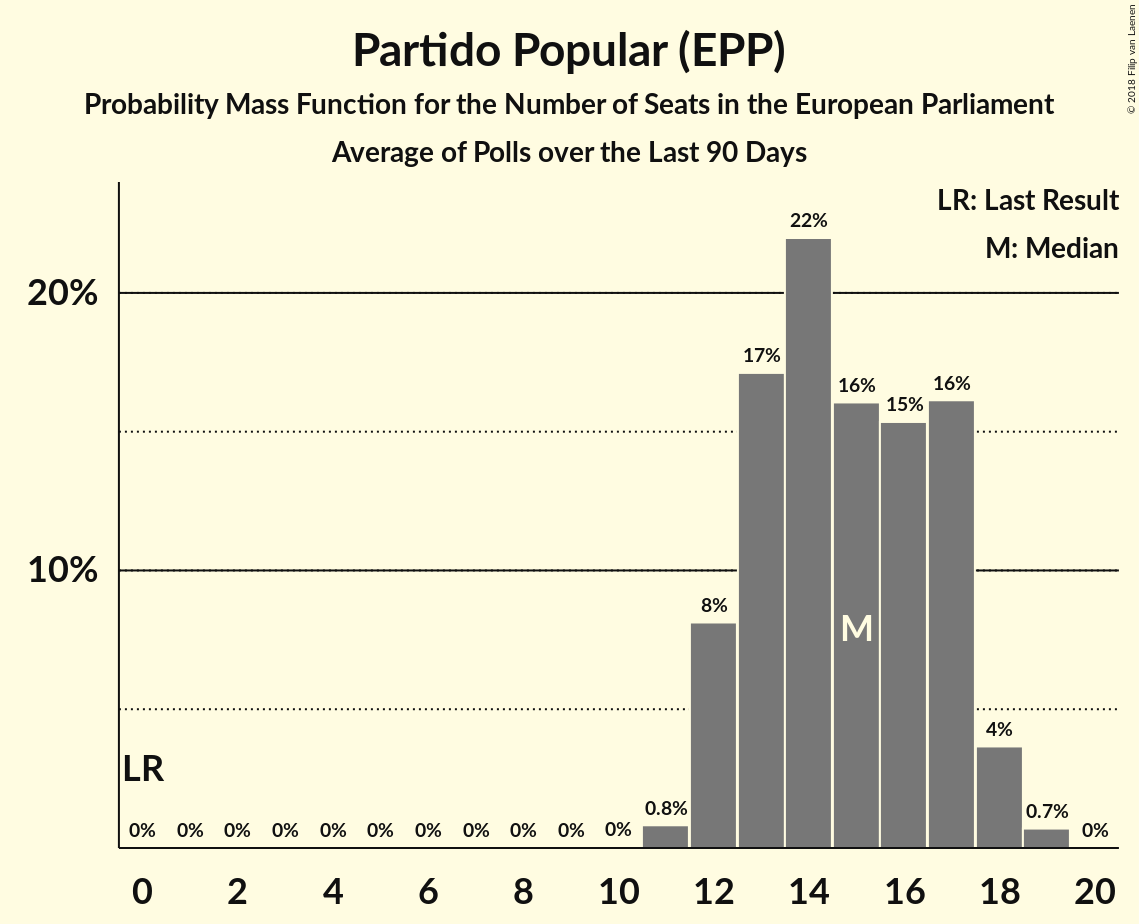 Partido Popular (EPP)
Probability Mass Function for the Number of Seats in the European Parliament
Average of Polls over the Last 90 Days
© 2018 Filip van Laenen
LR: Last Result
M: Median
20%
10%
22%
17%
16%
15%
16%
8%
M
4%
LR
0% 0% 0% 0% 0% 0% 0% 0% 0% 0% 0% 0.8% 0.7% 0%
0 2 4 6 8 10 12 14 16 18 20